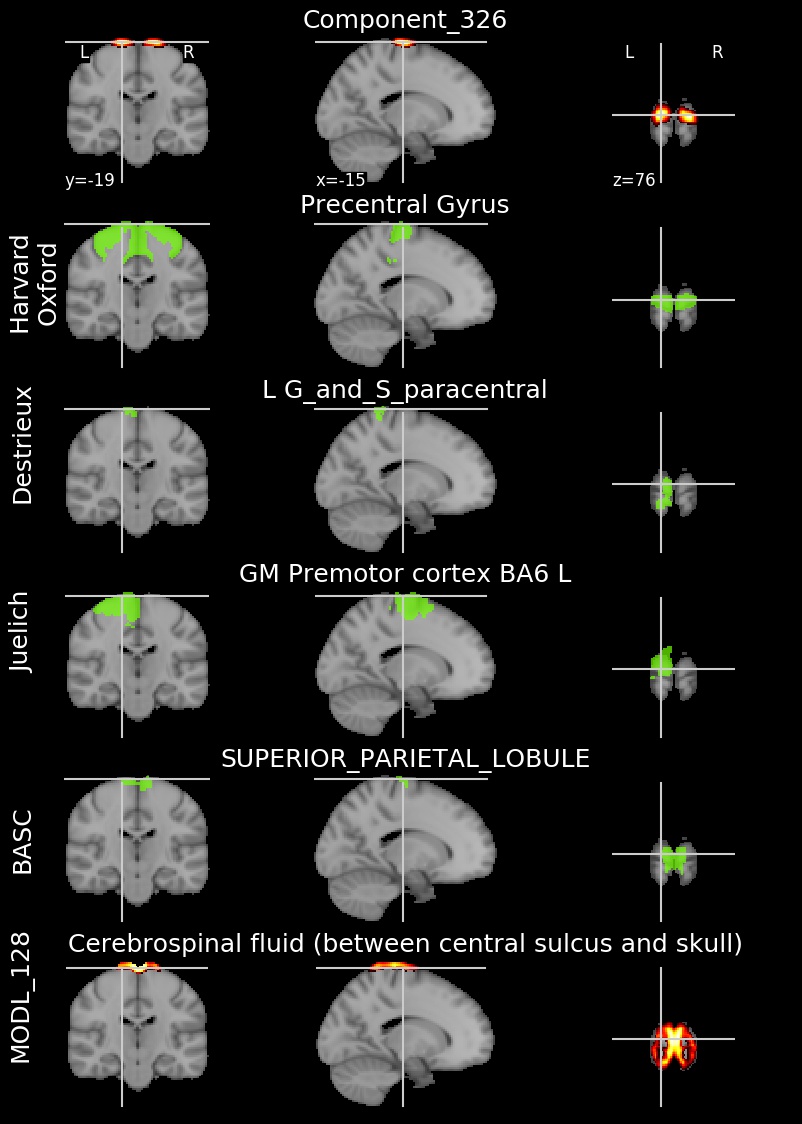 Component_326
L R L R
y=-19 x=-15 z=76
Precentral Gyrus
Harvard
Oxford
L G_and_S_paracentral
Destrieux
GM Premotor cortex BA6 L
Juelich
SUPERIOR_PARIETAL_LOBULE
BASC
Cerebrospinal fluid (between central sulcus and skull)
MODL_128